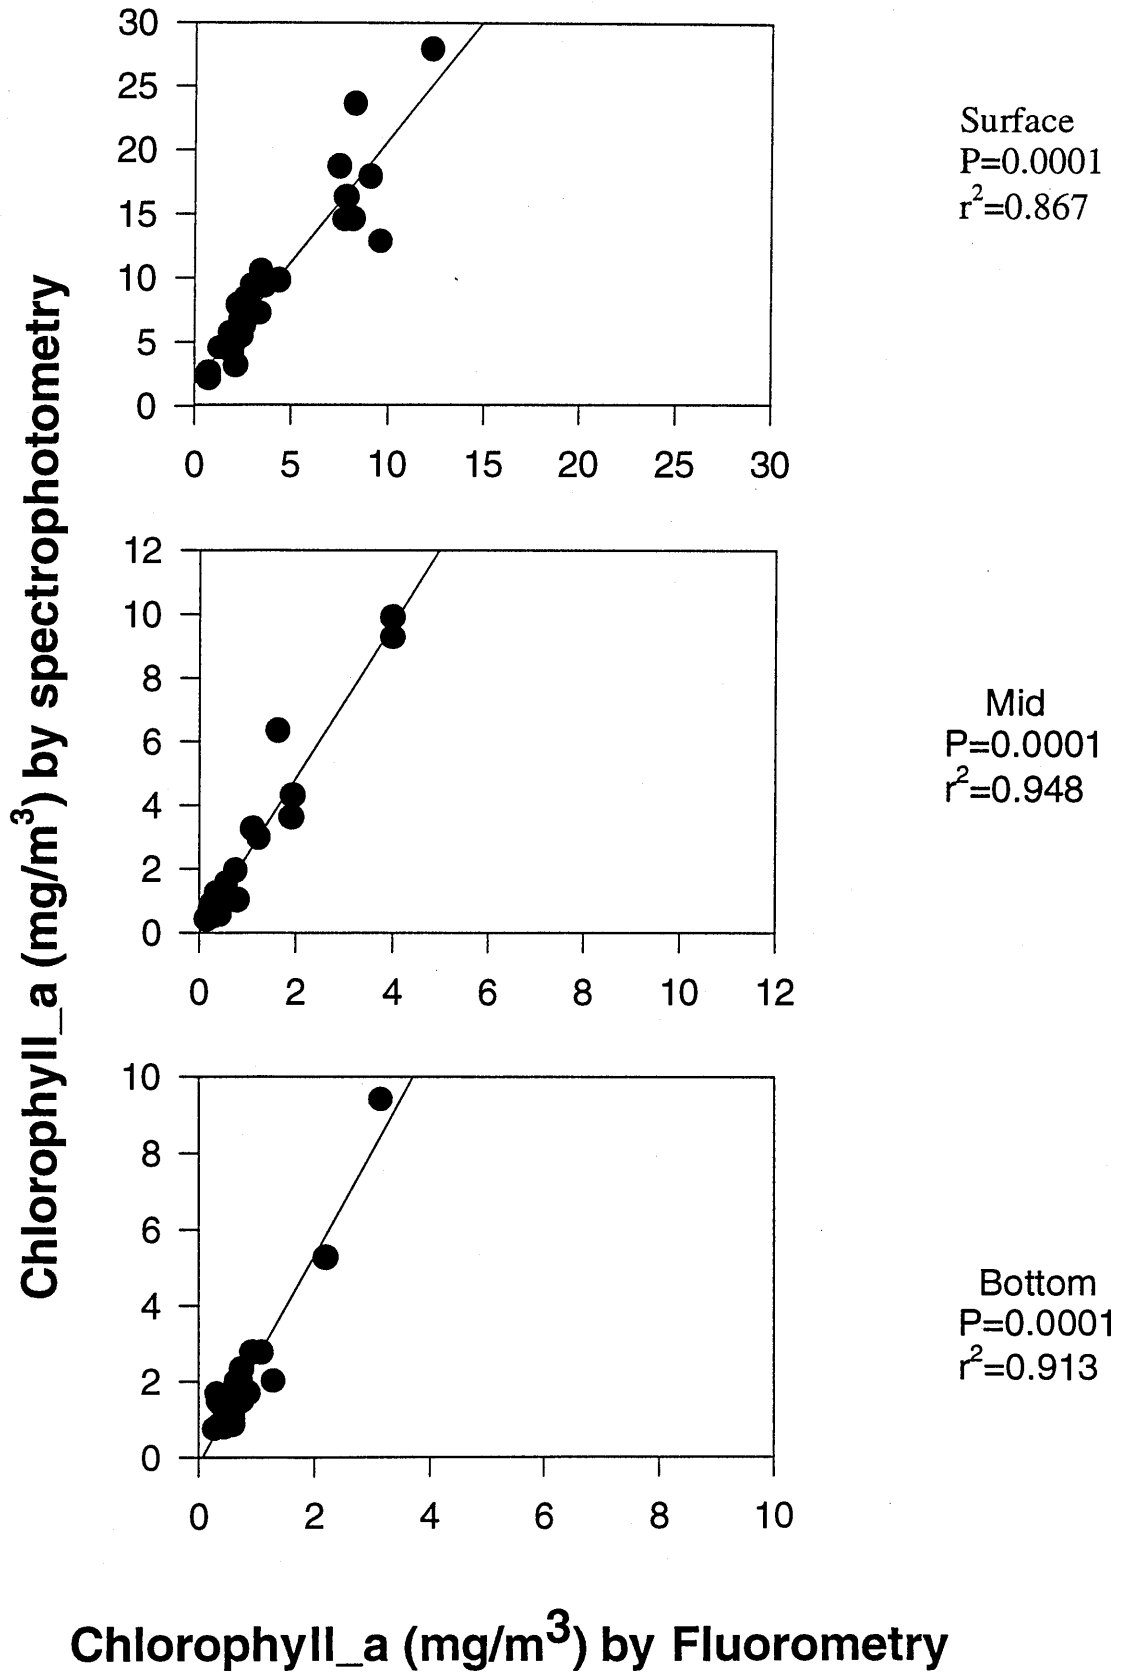 Chlorophyll_a (mg/m³) by spectrophotometry
30
25
20
15
10
5
0
0 5 10 15 20 25 30
Surface
P=0.0001
r²=0.867
12
10
8
6
4
2
0
0 2 4 6 8 10 12
Mid
P=0.0001
r²=0.948
10
8
6
4
2
0
0 2 4 6 8 10
Bottom
P=0.0001
r²=0.913
Chlorophyll_a (mg/m³) by Fluorometry